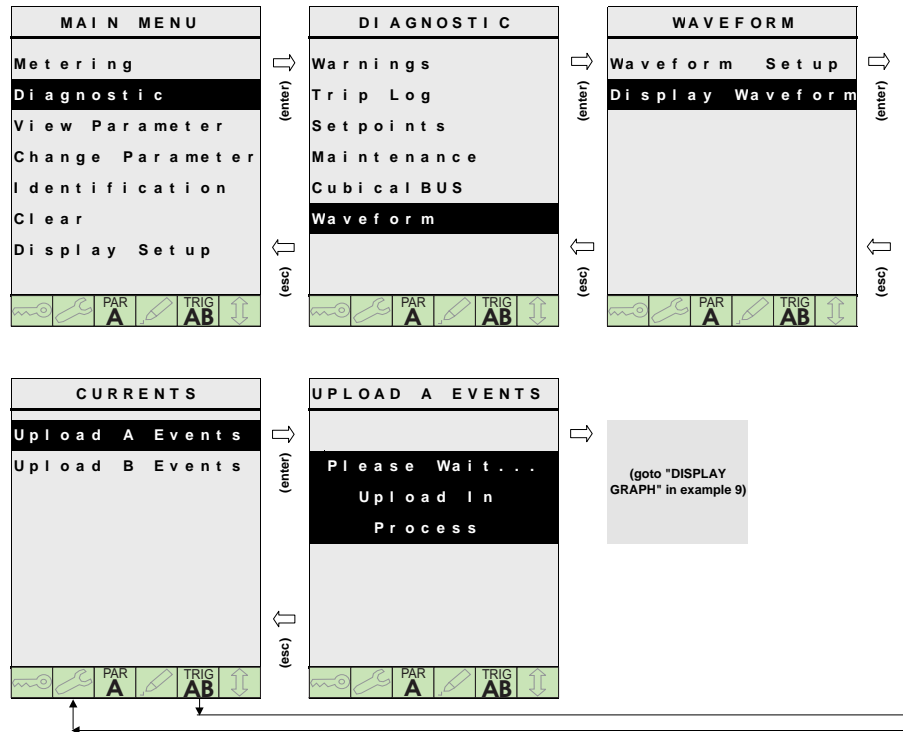 MAIN MENU
Metering
Diagnostic
View Parameter
Change Parameter
Identification
Clear
Display Setup
PAR
A
TRIG
AB
(enter)
(esc)
DIAGNOSTIC
Warnings
Trip Log
Setpoints
Maintenance
CubicalBUS
Waveform
PAR
A
TRIG
AB
(enter)
(esc)
WAVEFORM
Waveform Setup
Display Waveform
PAR
A
TRIG
AB
(enter)
(esc)
CURRENTS
Upload A Events
Upload B Events
PAR
A
TRIG
AB
(enter)
(esc)
UPLOAD A EVENTS
Please Wait...
Upload In
Process
PAR
A
TRIG
AB
(goto "DISPLAY
GRAPH" in example 9)